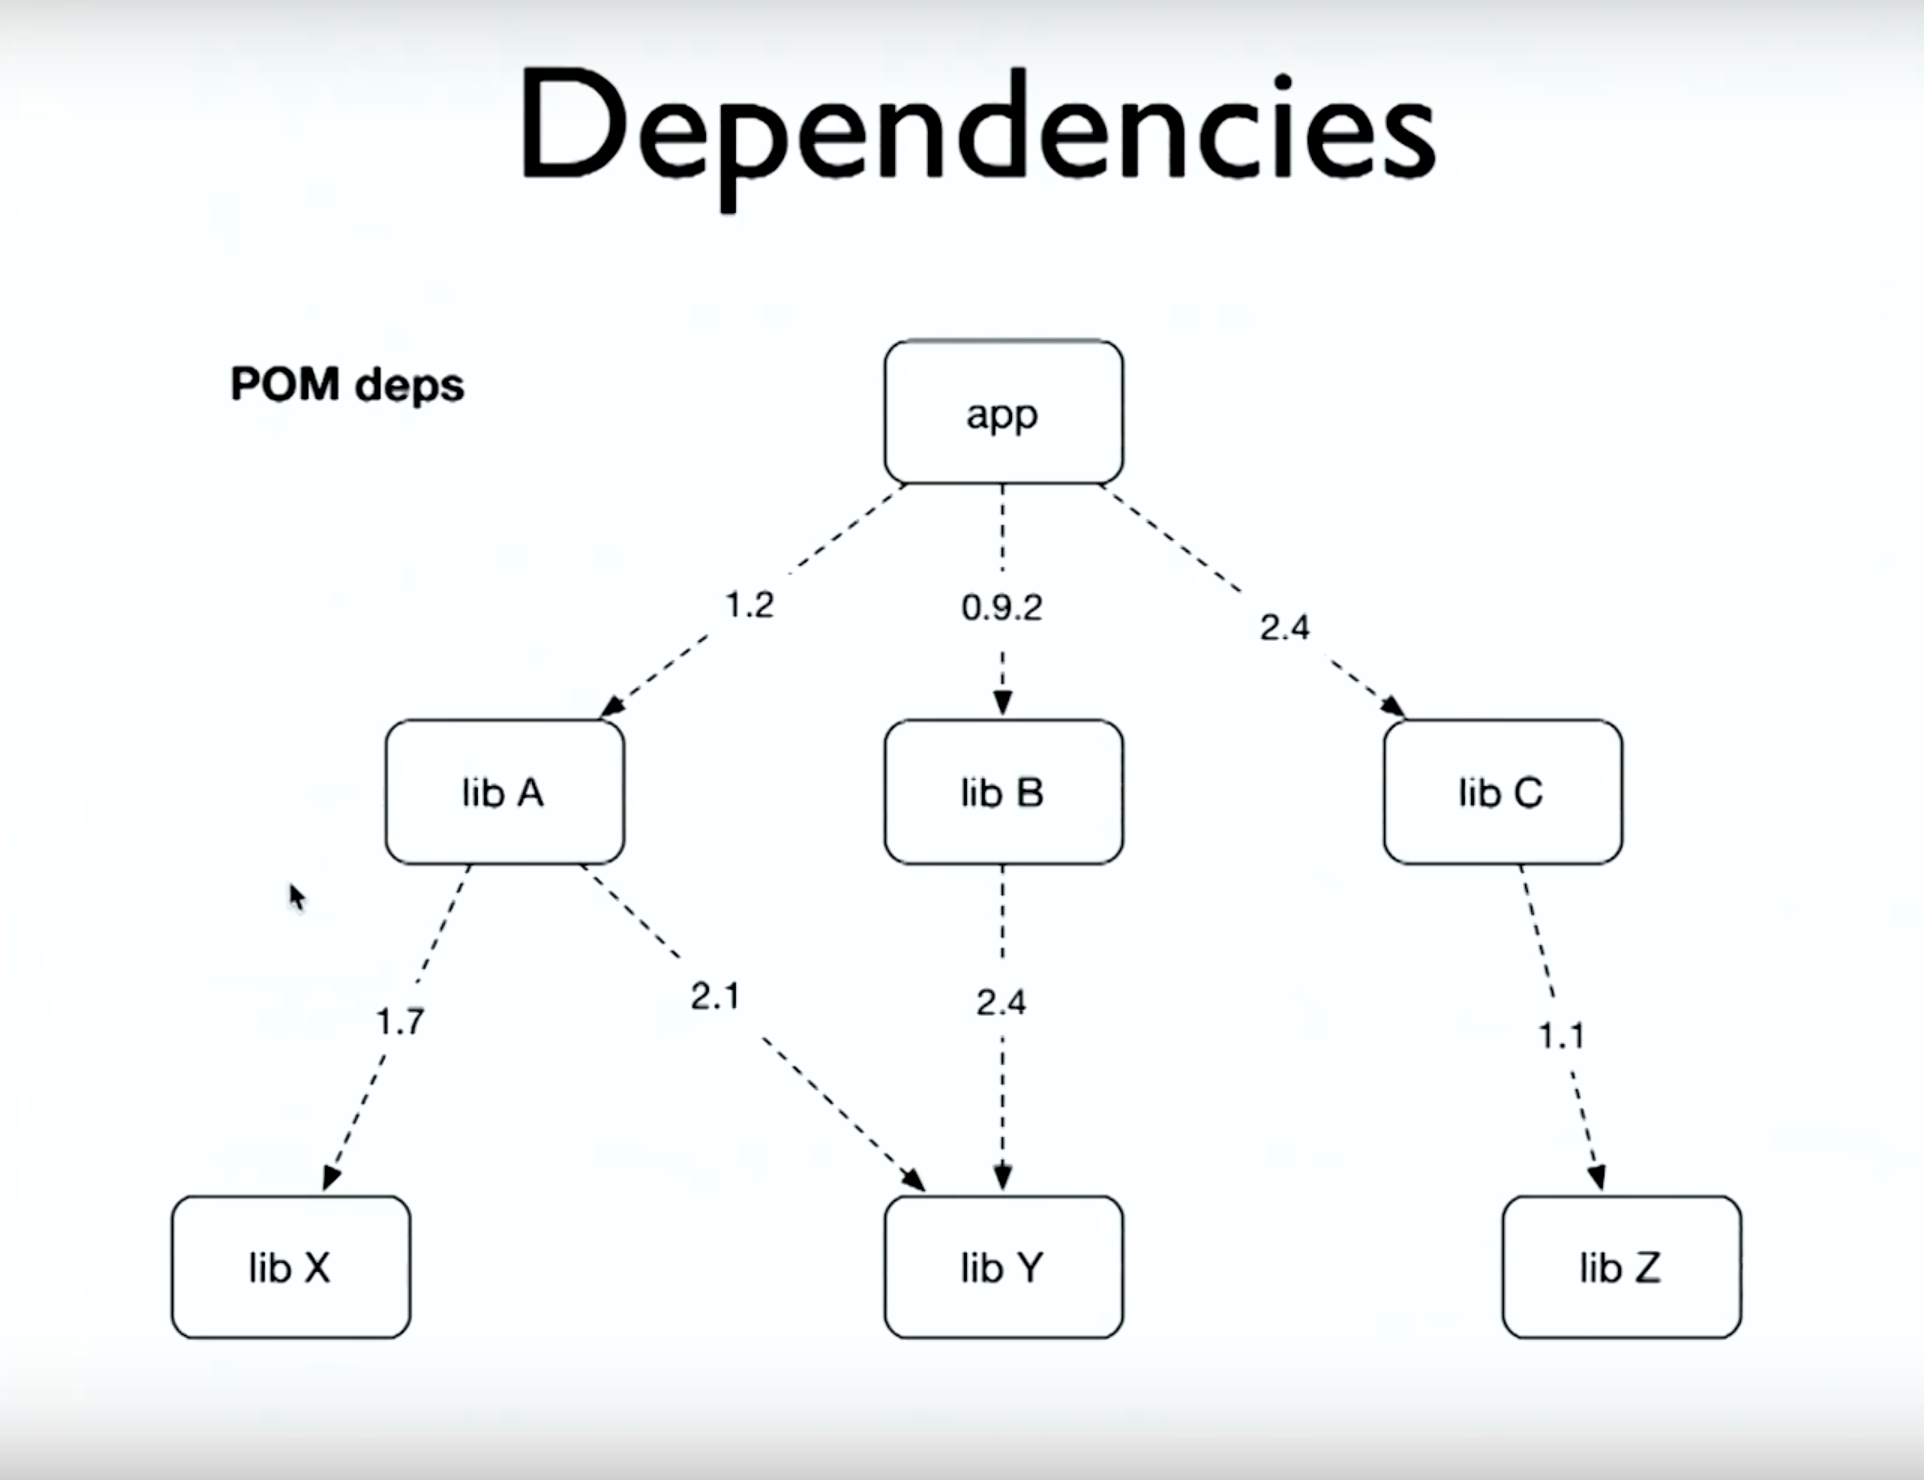 Dependencies
POM deps
app
1.2
0.9.2
2.4
lib A
lib B
lib C
1.7
2.1
2.4
1.1
lib X
lib Y
lib Z